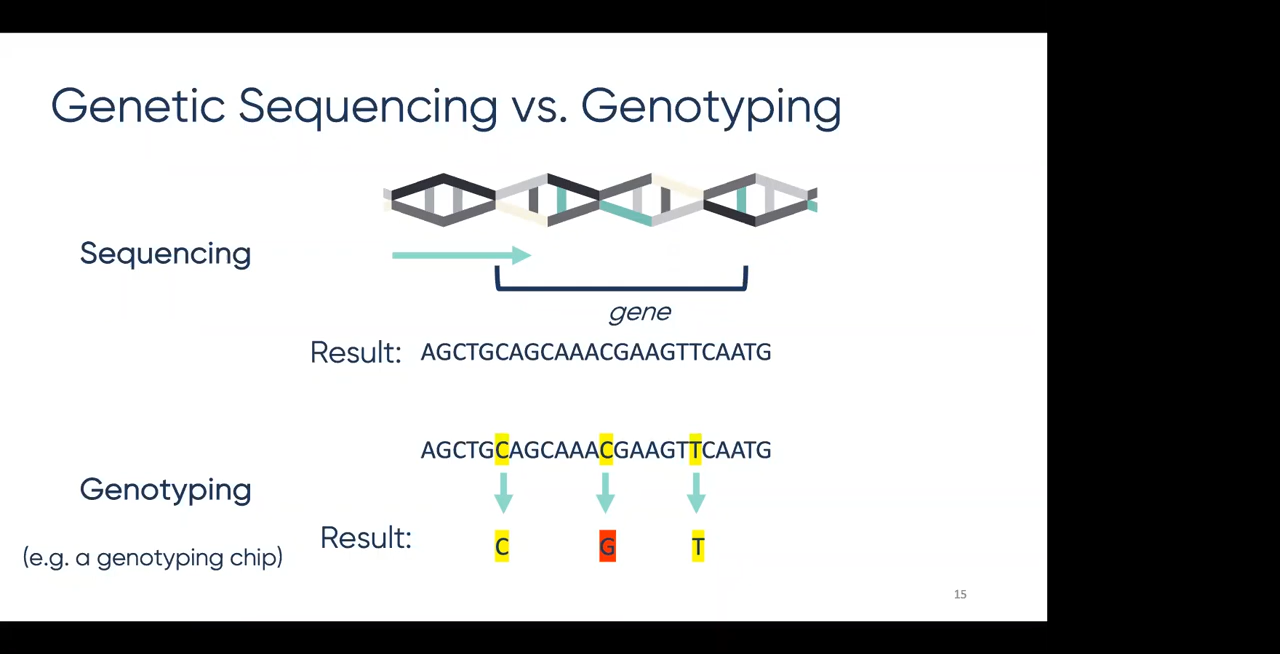 Genetic Sequencing vs. Genotyping
Sequencing
gene
Result: AGCTGCAGCAAACGAAGTTCAATG
AGCTGCAGCAAACGAAGTTCAATG
Genotyping
Result: C G T
(e.g. a genotyping chip)
15